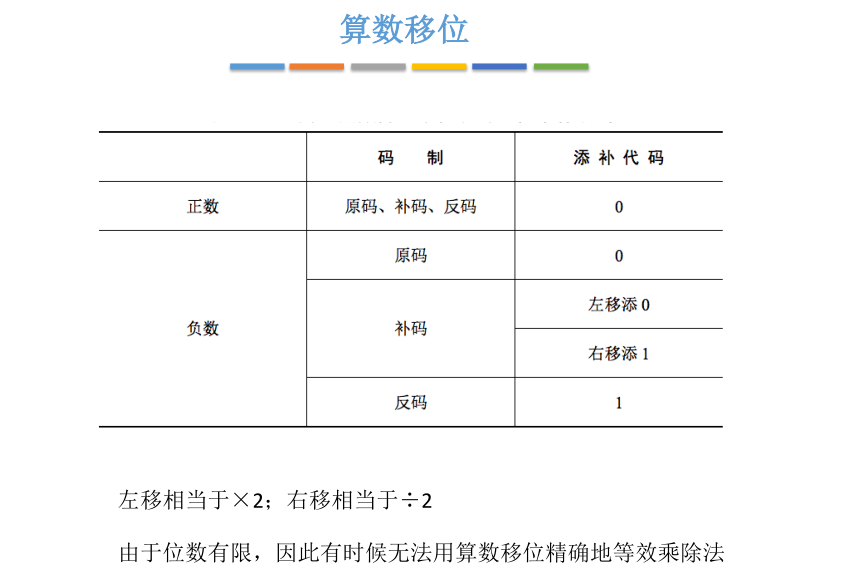 算数移位
码 制 添 补 代 码
正数 原码、补码、反码 0
原码 0
左移添 0
负数 补码
右移添 1
反码 1
左移相当于×2；右移相当于÷2
由于位数有限，因此有时候无法用算数移位精确地等效乘除法